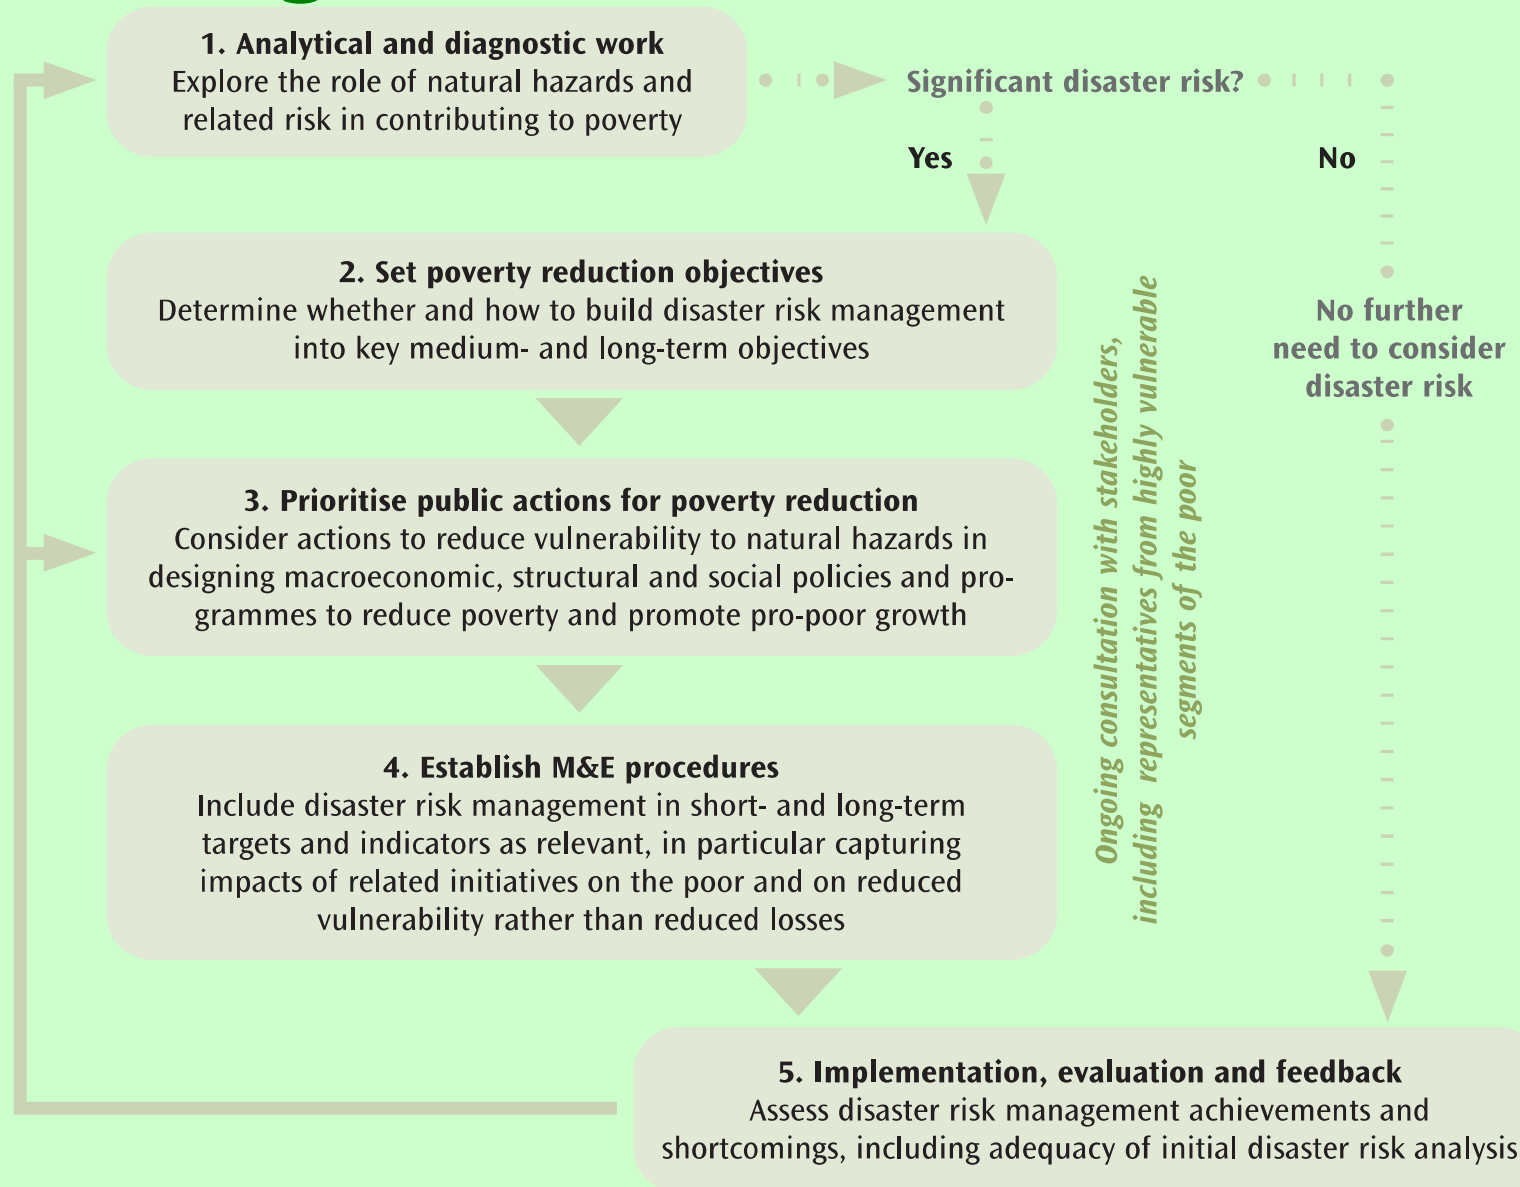 1. Analytical and diagnostic work
Explore the role of natural hazards and
related risk in contributing to poverty
Significant disaster risk?
Yes
No
2. Set poverty reduction objectives
Determine whether and how to build disaster risk management
into key medium- and long-term objectives
No further
need to consider
disaster risk
3. Prioritise public actions for poverty reduction
Consider actions to reduce vulnerability to natural hazards in
designing macroeconomic, structural and social policies and pro-
grammes to reduce poverty and promote pro-poor growth
Ongoing consultation with stakeholders,
including representatives from highly vulnerable
segments of the poor
4. Establish M&E procedures
Include disaster risk management in short- and long-term
targets and indicators as relevant, in particular capturing
impacts of related initiatives on the poor and on reduced
vulnerability rather than reduced losses
5. Implementation, evaluation and feedback
Assess disaster risk management achievements and
shortcomings, including adequacy of initial disaster risk analysis